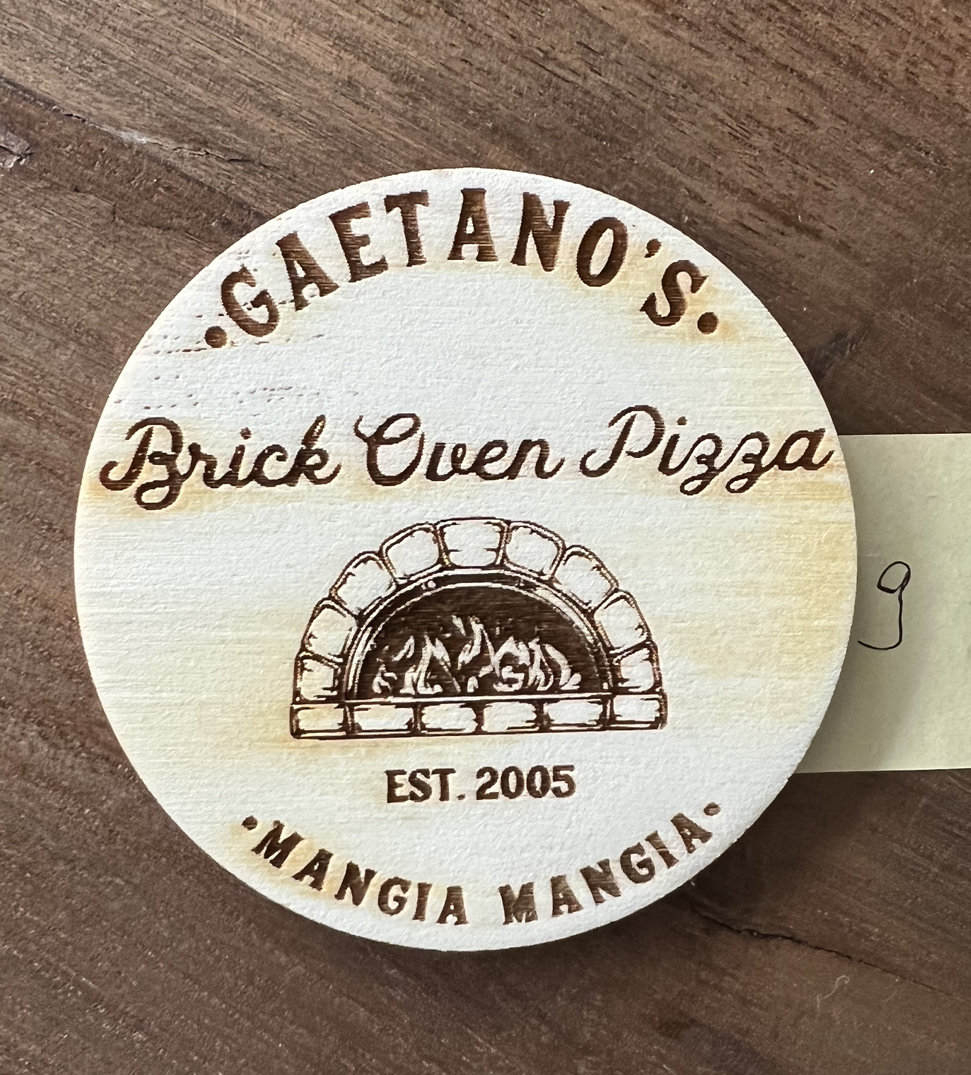 •GAETANO'S•
Brick Oven Pizza
EST. 2005
•MANGIA MANGIA•
9